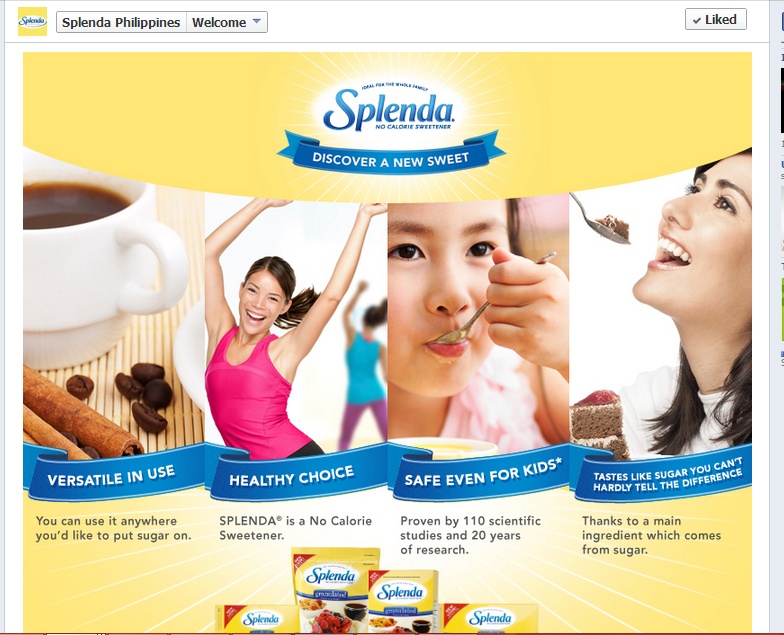 Splenda
Splenda Philippines
Welcome
Liked
IDEAL FOR THE WHOLE FAMILY
Splenda®
NO CALORIE SWEETENER
DISCOVER A NEW SWEET
VERSATILE IN USE
HEALTHY CHOICE
SAFE EVEN FOR KIDS*
TASTES LIKE SUGAR YOU CAN'T
HARDLY TELL THE DIFFERENCE
You can use it anywhere
you'd like to put sugar on.
SPLENDA® is a No Calorie
Sweetener.
Proven by 110 scientific
studies and 20 years
of research.
Thanks to a main
ingredient which comes
from sugar.
Splenda
granulated
Splenda
granulated
Splenda
Splenda